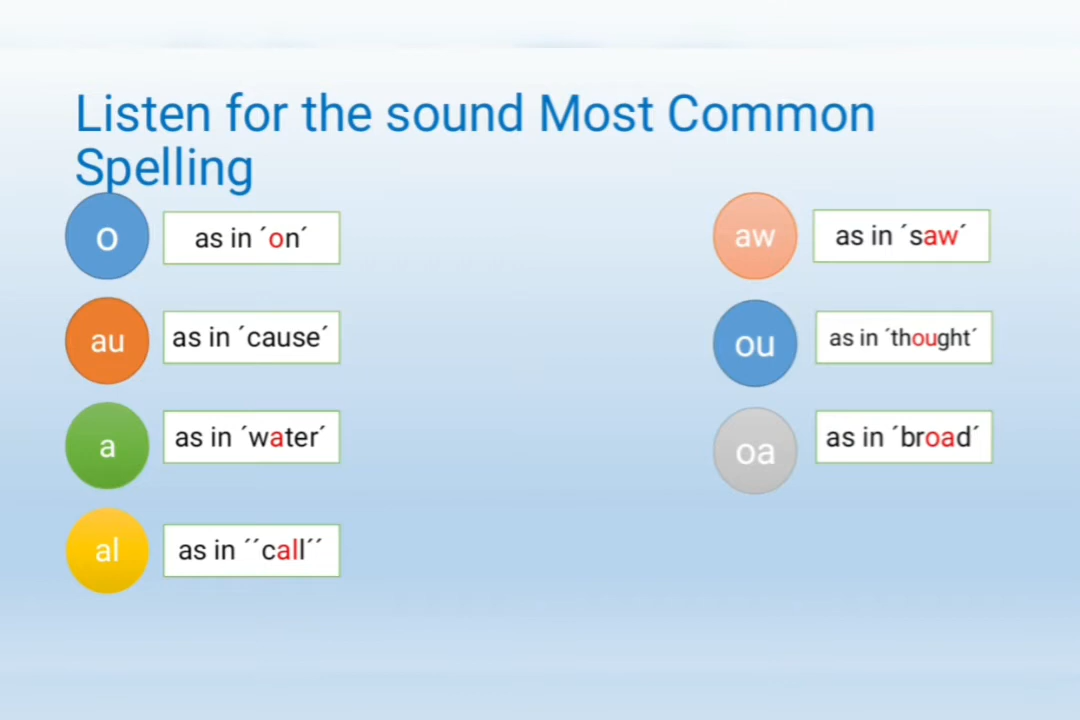 Listen for the sound Most Common
Spelling
o
as in ´on´
au
as in ´cause´
a
as in ´water´
al
as in ´´call´´
aw
as in ´saw´
ou
as in ´thought´
oa
as in ´broad´